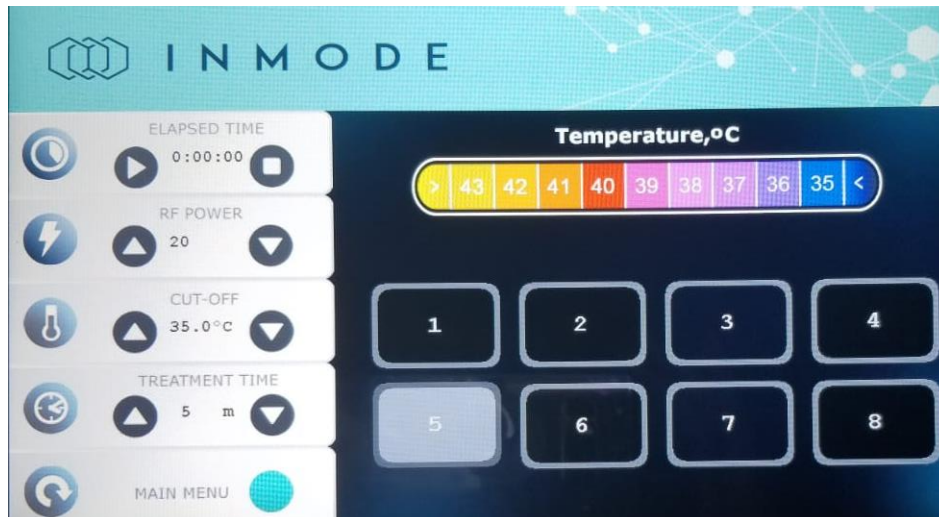 INMODE
ELAPSED TIME
0:00:00
RF POWER
20
CUT-OFF
35.0°C
TREATMENT TIME
5 m
MAIN MENU
Temperature,ºC
> 43 42 41 40 39 38 37 36 35 <
1 2 3 4
5 6 7 8